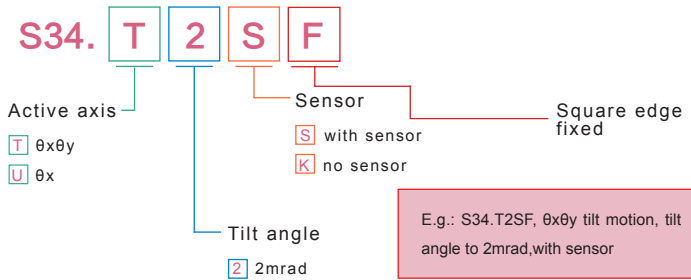 S34. T 2 S F
Active axis
T θxθy
U θx
Sensor
S with sensor
K no sensor
Square edge
fixed
Tilt angle
2 2mrad
E.g.: S34.T2SF, θxθy tilt motion, tilt
angle to 2mrad,with sensor